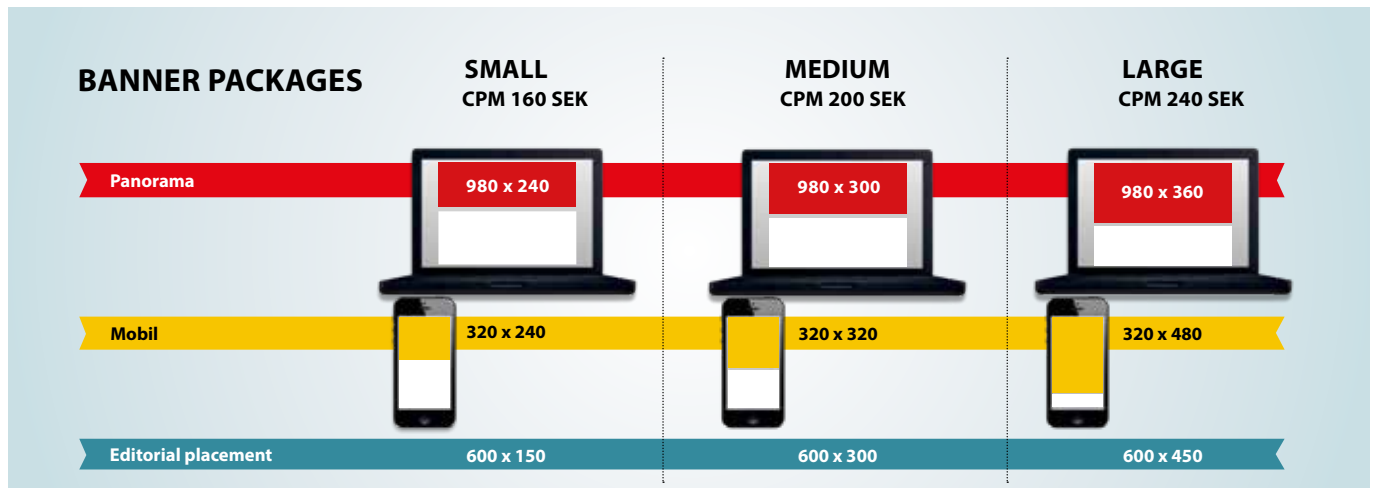 BANNER PACKAGES
SMALL
CPM 160 SEK
MEDIUM
CPM 200 SEK
LARGE
CPM 240 SEK
Panorama
980 x 240
980 x 300
980 x 360
Mobil
320 x 240
320 x 320
320 x 480
Editorial placement
600 x 150
600 x 300
600 x 450